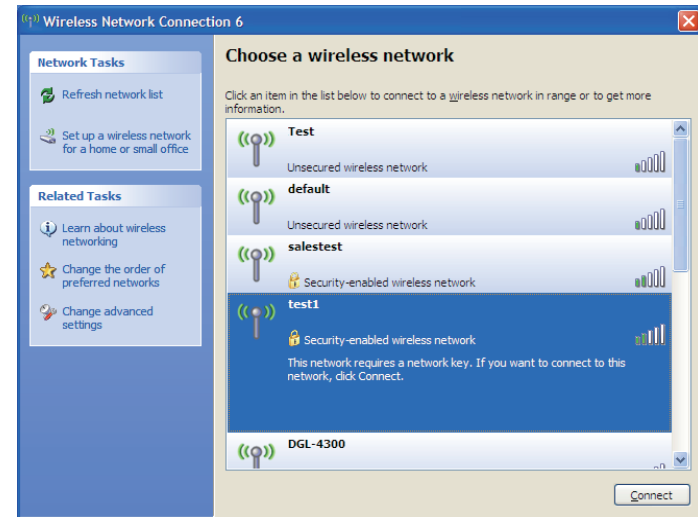 Wireless Network Connection 6
Network Tasks
Refresh network list
Set up a wireless network
for a home or small office
Related Tasks
Learn about wireless
networking
Change the order of
preferred networks
Change advanced
settings
Choose a wireless network
Click an item in the list below to connect to a wireless network in range or to get more
information.
Test
Unsecured wireless network
default
Unsecured wireless network
salestest
Security-enabled wireless network
test1
Security-enabled wireless network
This network requires a network key. If you want to connect to this
network, click Connect.
DGL-4300
Connect